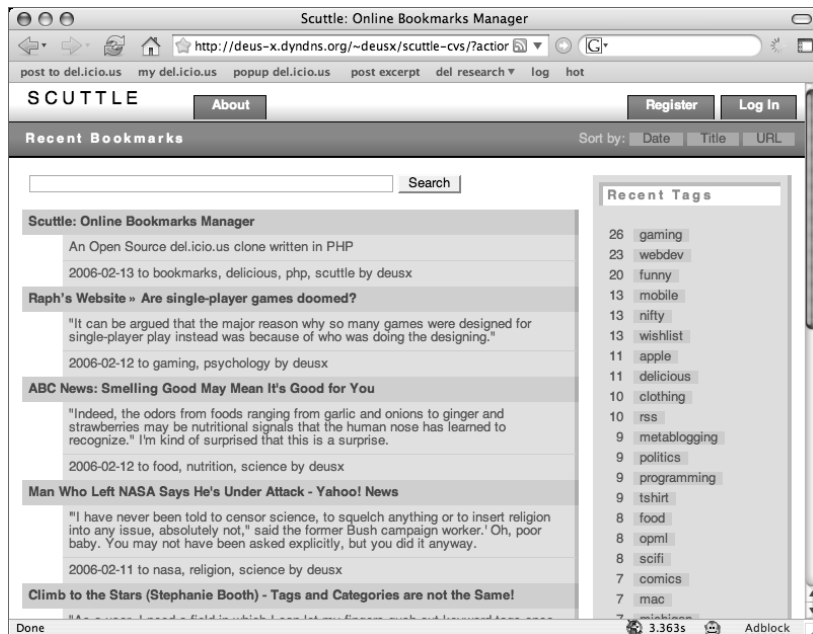 Scuttle: Online Bookmarks Manager
http://deus-x.dyndns.org/~deusx/scuttle-cvs/?action
G
post to del.icio.us my del.icio.us popup del.icio.us post excerpt del research log hot
SCUTTLE About Register Log In
Recent Bookmarks Sort by: Date Title URL
Search
Scuttle: Online Bookmarks Manager
An Open Source del.icio.us clone written in PHP
2006-02-13 to bookmarks, delicious, php, scuttle by deusx
Raph's Website » Are single-player games doomed?
"It can be argued that the major reason why so many games were designed for
single-player play instead was because of who was doing the designing."
2006-02-12 to gaming, psychology by deusx
ABC News: Smelling Good May Mean It's Good for You
"Indeed, the odors from foods ranging from garlic and onions to ginger and
strawberries may be nutritional signals that the human nose has learned to
recognize." I'm kind of surprised that this is a surprise.
2006-02-12 to food, nutrition, science by deusx
Man Who Left NASA Says He's Under Attack - Yahoo! News
"'I have never been told to censor science, to squelch anything or to insert religion
into any issue, absolutely not," said the former Bush campaign worker.' Oh, poor
baby. You may not have been asked explicitly, but you did it anyway.
2006-02-11 to nasa, religion, science by deusx
Climb to the Stars (Stephanie Booth) - Tags and Categories are not the Same!
Recent Tags
26 gaming
23 webdev
20 funny
13 mobile
13 nifty
13 wishlist
11 apple
11 delicious
10 clothing
10 rss
9 metablogging
9 politics
9 programming
9 tshirt
8 food
8 opml
8 scifi
7 comics
7 mac
7 michigan
Done 3.363s Adblock